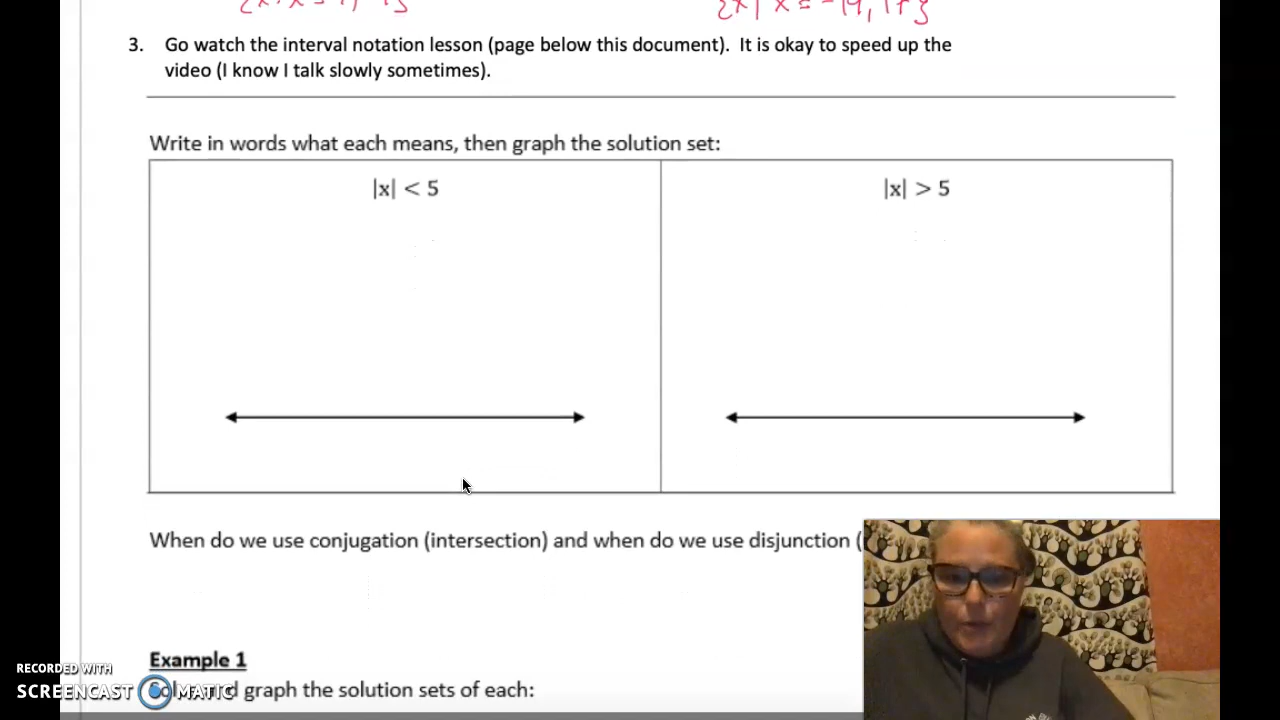 {x| x = -19, 17}
3. Go watch the interval notation lesson (page below this document). It is okay to speed up the
video (I know I talk slowly sometimes).
Write in words what each means, then graph the solution set:
|x| < 5
|x| > 5
When do we use conjugation (intersection) and when do we use disjunction (
Example 1
and graph the solution sets of each:
RECORDED WITH
SCREENCAST MATIC